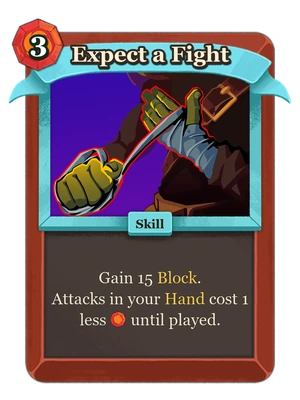 3
Expect a Fight
Skill
Gain 15 Block.
Attacks in your Hand cost 1
less until played.